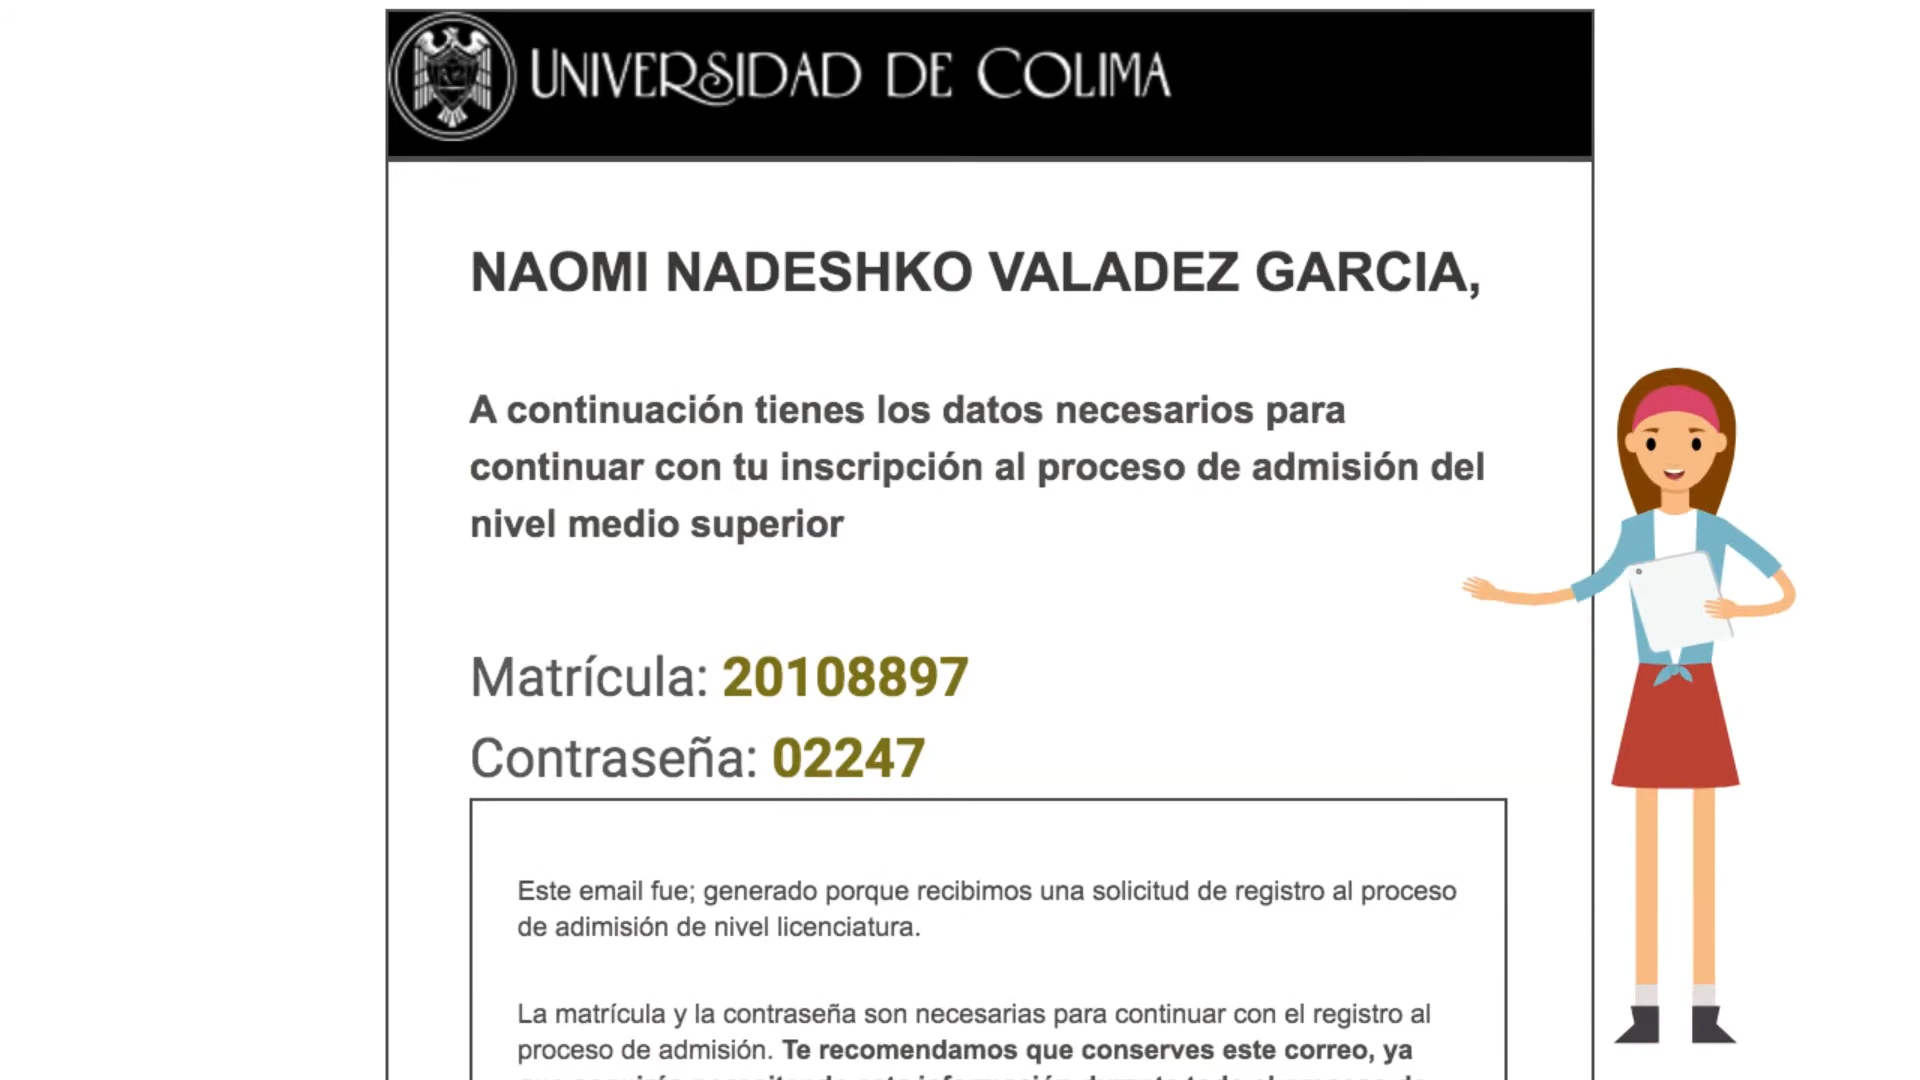 UNIVERSIDAD DE COLIMA
NAOMI NADESHKO VALADEZ GARCIA,
A continuación tienes los datos necesarios para
continuar con tu inscripción al proceso de admisión del
nivel medio superior
Matrícula: 20108897
Contraseña: 02247
Este email fue; generado porque recibimos una solicitud de registro al proceso
de adimisión de nivel licenciatura.
La matrícula y la contraseña son necesarias para continuar con el registro al
proceso de admisión. Te recomendamos que conserves este correo, ya